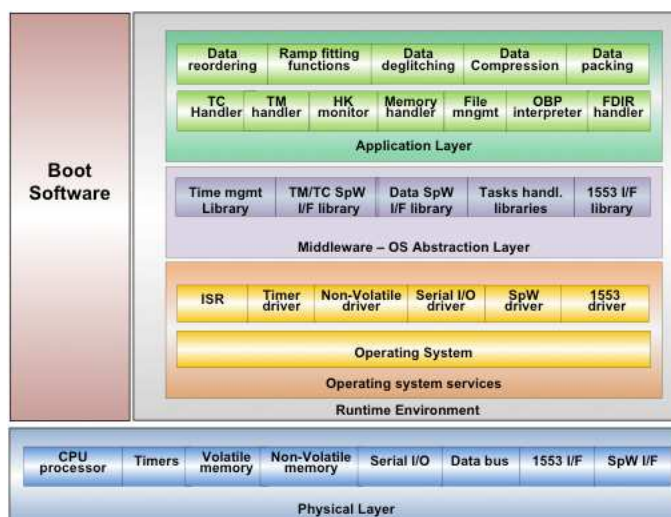 Data reordering
Ramp fitting functions
Data deglitching
Data Compression
Data packing
TC Handler
TM handler
HK monitor
Memory handler
File mngmt
OBP interpreter
FDIR handler
Application Layer
Boot Software
Time mgmt Library
TM/TC SpW I/F library
Data SpW I/F library
Tasks handl. libraries
1553 I/F library
Middleware – OS Abstraction Layer
ISR
Timer driver
Non-Volatile driver
Serial I/O driver
SpW driver
1553 driver
Operating System
Operating system services
Runtime Environment
CPU processor
Timers
Volatile memory
Non-Volatile memory
Serial I/O
Data bus
1553 I/F
SpW I/F
Physical Layer